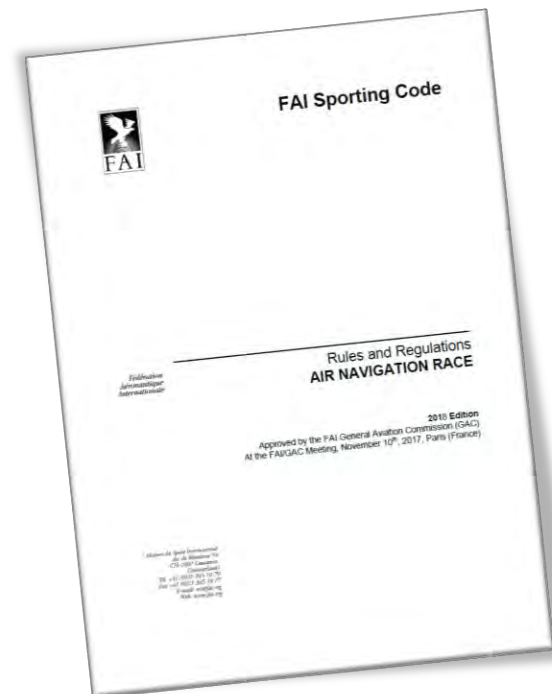 FAI Sporting Code
FAI
Fédération
Aéronautique
Internationale
Rules and Regulations
AIR NAVIGATION RACE
2018 Edition
Approved by the FAI General Aviation Commission (GAC)
At the FAI/GAC Meeting, November 10th, 2017, Paris (France)